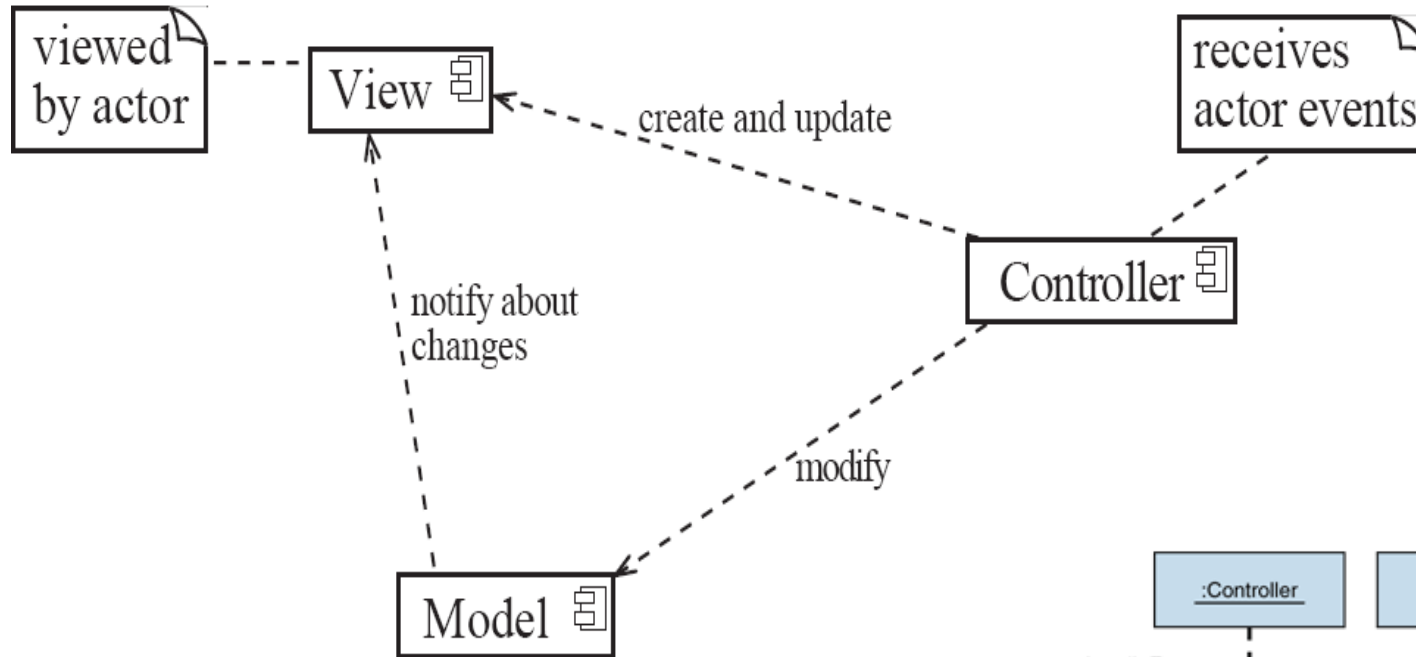 viewed
by actor
View
create and update
receives
actor events
Controller
notify about
changes
modify
Model
:Controller